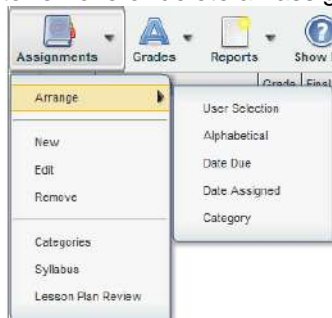 Assignments Grades Reports Show
Grade Final
Arrange
New
Edit
Remove
Categories
Syllabus
Lesson Plan Review
User Selection
Alphabetical
Date Due
Date Assigned
Category